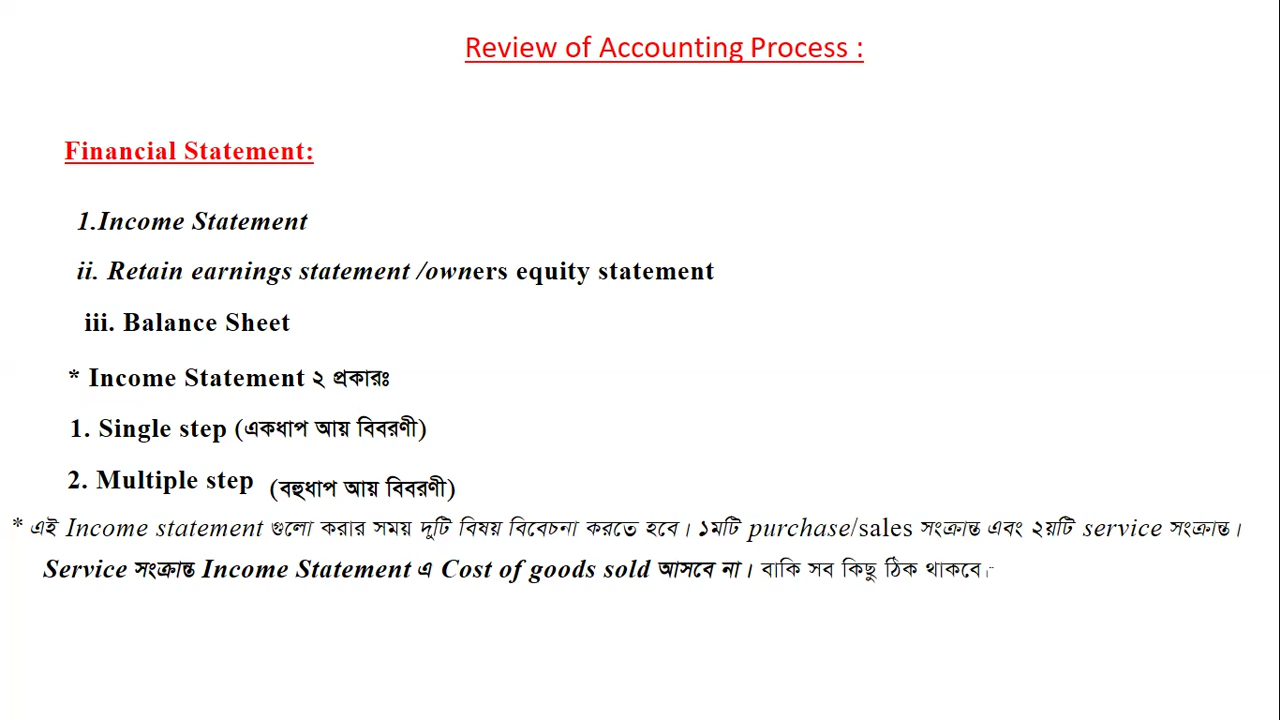 Review of Accounting Process :
Financial Statement:
1.Income Statement
ii. Retain earnings statement /owners equity statement
iii. Balance Sheet
* Income Statement ২ প্রকারঃ
1. Single step (একধাপ আয় বিবরণী)
2. Multiple step (বহুধাপ আয় বিবরণী)
* এই Income statement গুলো করার সময় দুটি বিষয় বিবেচনা করতে হবে। ১মটি purchase/sales সংক্রান্ত এবং ২য়টি service সংক্রান্ত।
Service সংক্রান্ত Income Statement এ Cost of goods sold আসবে না। বাকি সব কিছু ঠিক থাকবে।